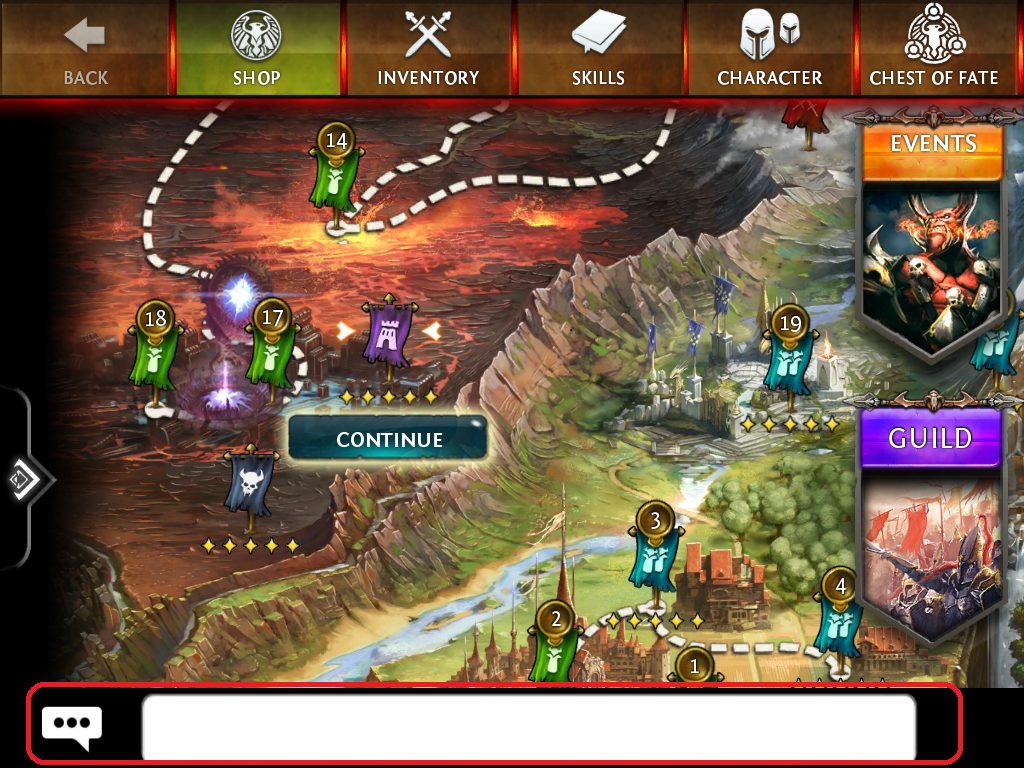 BACK
SHOP
INVENTORY
SKILLS
CHARACTER
CHEST OF FATE
14
EVENTS
18
17
19
CONTINUE
GUILD
3
4
2
1